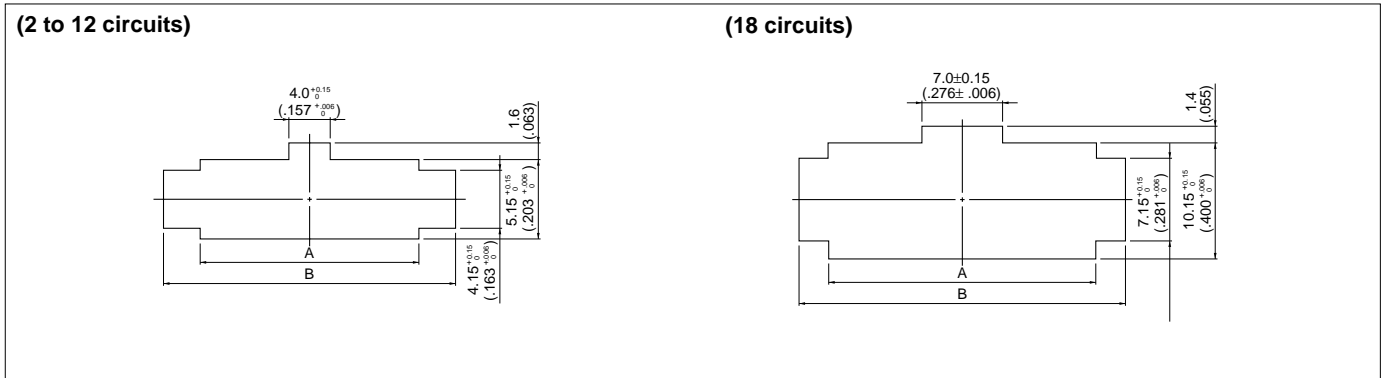 (2 to 12 circuits)
4.0 +0.15 0
(.157 +.006 0)
1.6
(.063)
5.15 +0.15 0
(.203 +.006 0)
4.15 +0.15 0
(.163 +.006 0)
A
B
(18 circuits)
7.0±0.15
(.276± .006)
1.4
(.055)
7.15 +0.15 0
(.281 +.006 0)
10.15 +0.15 0
(.400 +.006 0)
A
B